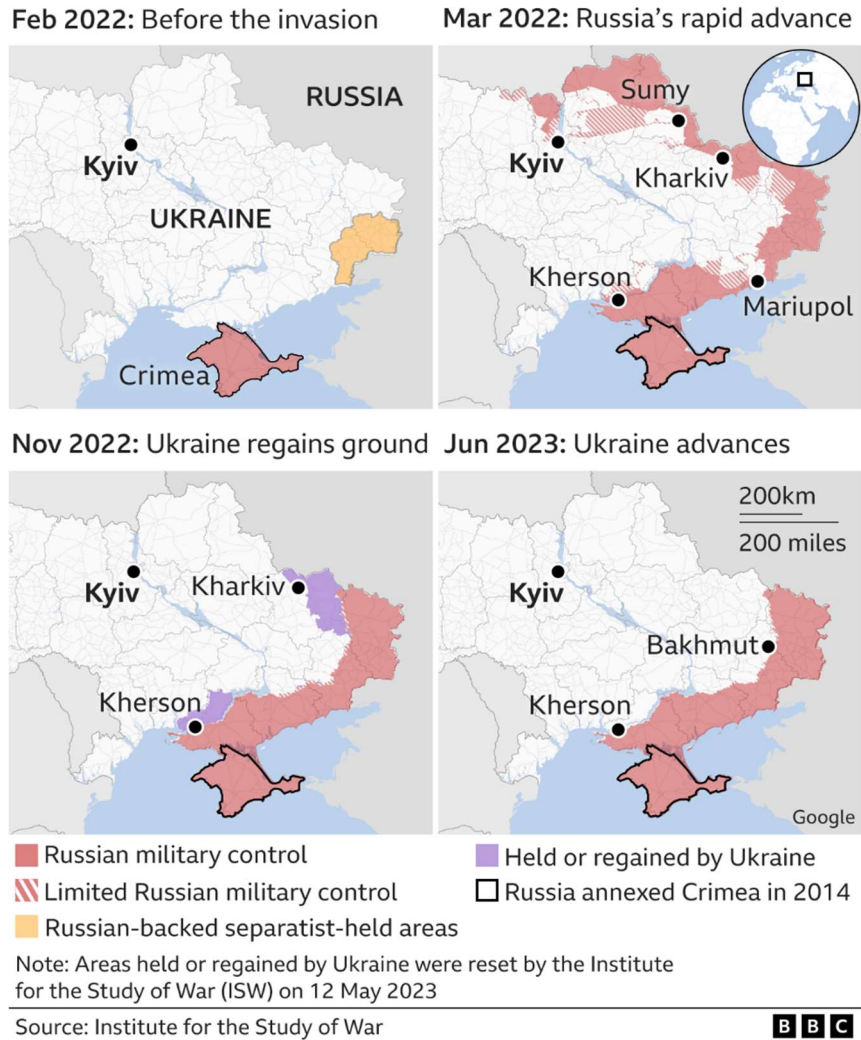 Feb 2022: Before the invasion
RUSSIA
Kyiv
UKRAINE
Crimea
Mar 2022: Russia's rapid advance
Sumy
Kyiv
Kharkiv
Kherson
Mariupol
Nov 2022: Ukraine regains ground
Kyiv
Kharkiv
Kherson
Jun 2023: Ukraine advances
200km
200 miles
Kyiv
Bakhmut
Kherson
Google
Russian military control
Limited Russian military control
Russian-backed separatist-held areas
Held or regained by Ukraine
Russia annexed Crimea in 2014
Note: Areas held or regained by Ukraine were reset by the Institute
for the Study of War (ISW) on 12 May 2023
Source: Institute for the Study of War
BBC